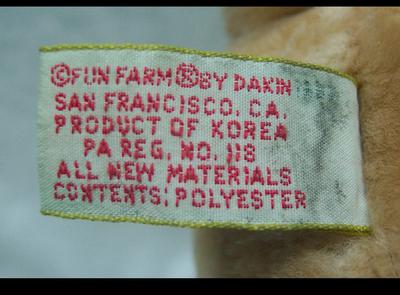 ©FUN FARM®BY DAKIN
SAN FRANCISCO, CA.
PRODUCT OF KOREA
PA REG. NO. 118
ALL NEW MATERIALS
CONTENTS: POLYESTER